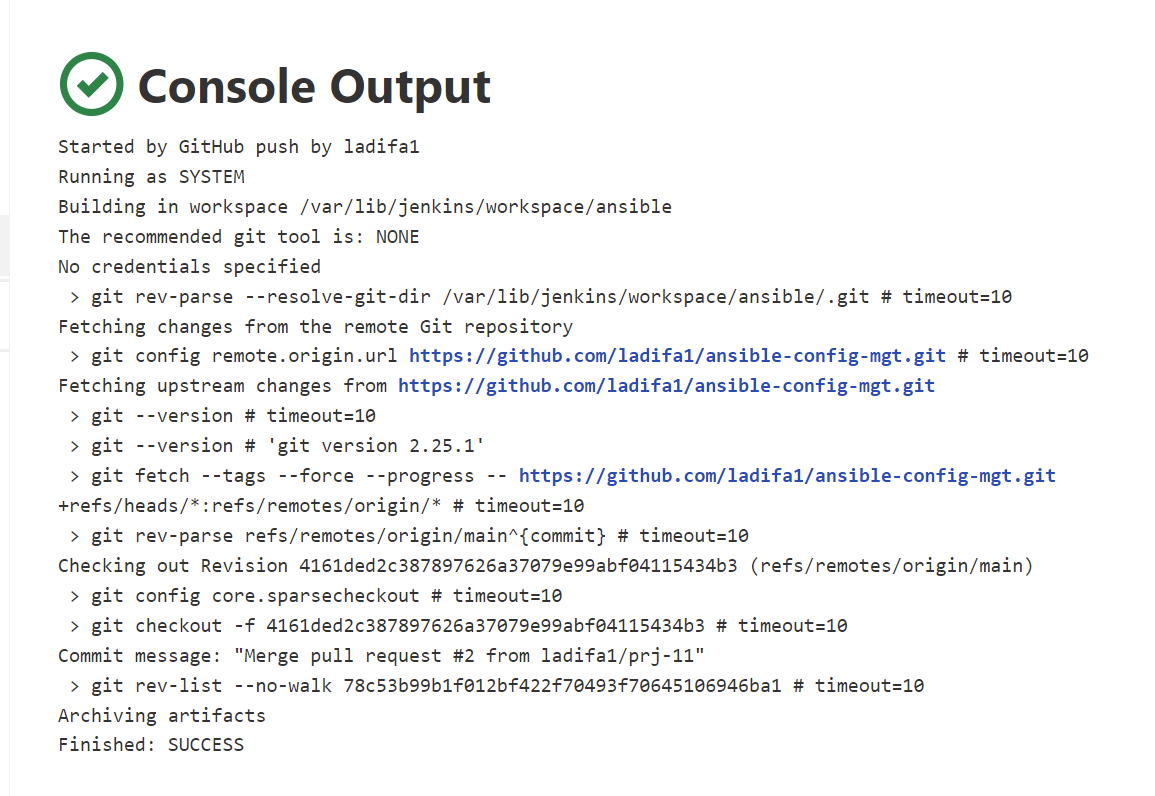 Console Output
Started by GitHub push by ladifa1
Running as SYSTEM
Building in workspace /var/lib/jenkins/workspace/ansible
The recommended git tool is: NONE
No credentials specified
 > git rev-parse --resolve-git-dir /var/lib/jenkins/workspace/ansible/.git # timeout=10
Fetching changes from the remote Git repository
 > git config remote.origin.url https://github.com/ladifa1/ansible-config-mgt.git # timeout=10
Fetching upstream changes from https://github.com/ladifa1/ansible-config-mgt.git
 > git --version # timeout=10
 > git --version # 'git version 2.25.1'
 > git fetch --tags --force --progress -- https://github.com/ladifa1/ansible-config-mgt.git
+refs/heads/*:refs/remotes/origin/* # timeout=10
 > git rev-parse refs/remotes/origin/main^{commit} # timeout=10
Checking out Revision 4161ded2c387897626a37079e99abf04115434b3 (refs/remotes/origin/main)
 > git config core.sparsecheckout # timeout=10
 > git checkout -f 4161ded2c387897626a37079e99abf04115434b3 # timeout=10
Commit message: "Merge pull request #2 from ladifa1/prj-11"
 > git rev-list --no-walk 78c53b99b1f012bf422f70493f70645106946ba1 # timeout=10
Archiving artifacts
Finished: SUCCESS